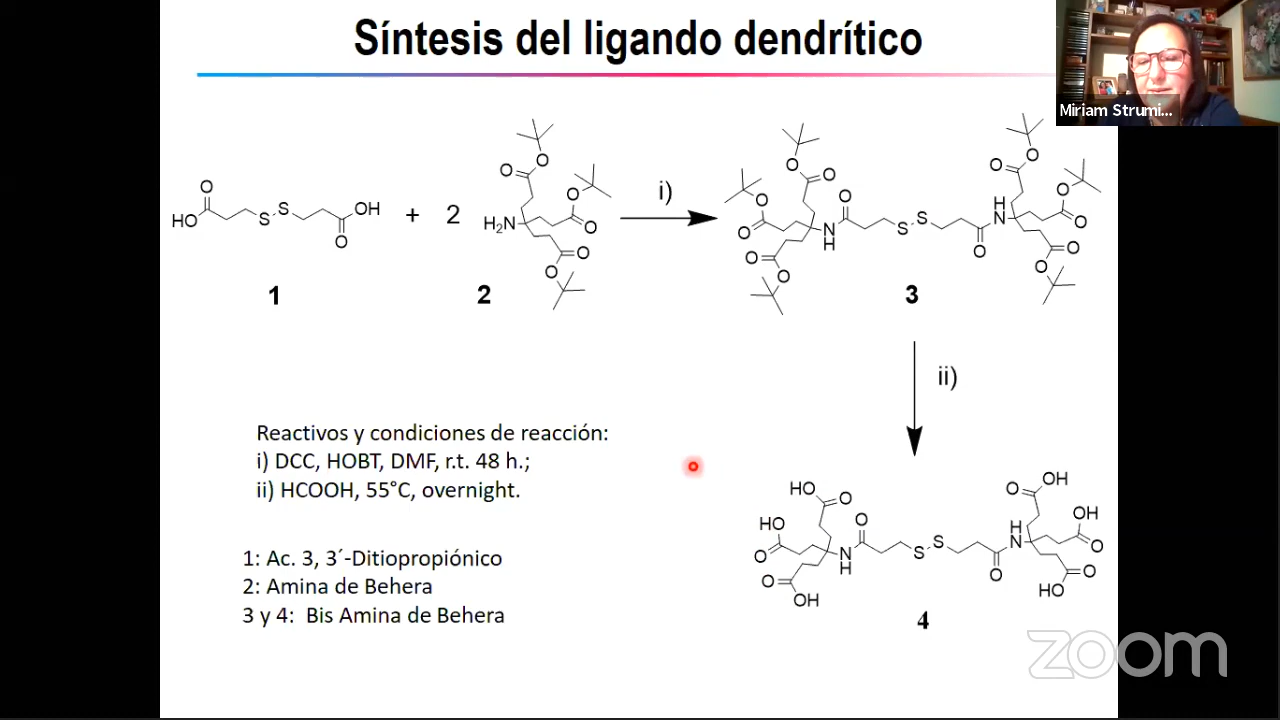 Síntesis del ligando dendrítico
Miriam Strumi...
HO
O
S
S
O
OH
+
2
H2N
O
O
O
O
O
O
i)
O
O
O
O
O
O
N
H
O
S
S
O
H
N
O
O
O
O
O
O
1
2
3
ii)
Reactivos y condiciones de reacción:
i) DCC, HOBT, DMF, r.t. 48 h.;
ii) HCOOH, 55°C, overnight.
1: Ac. 3, 3´-Ditiopropiónico
2: Amina de Behera
3 y 4: Bis Amina de Behera
HO
O
HO
O
O
OH
N
H
O
S
S
O
H
N
O
OH
OH
O
O
HO
4
zoom